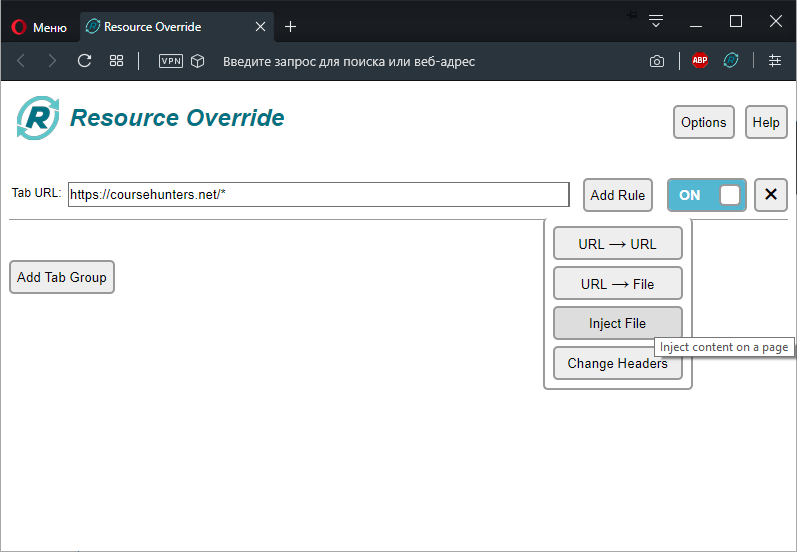 Меню
Resource Override
VPN
Введите запрос для поиска или веб-адрес
ABP
R Resource Override
Options
Help
Tab URL:
https://coursehunters.net/*
Add Rule
ON
URL → URL
URL → File
Inject File
Inject content on a page
Change Headers
Add Tab Group